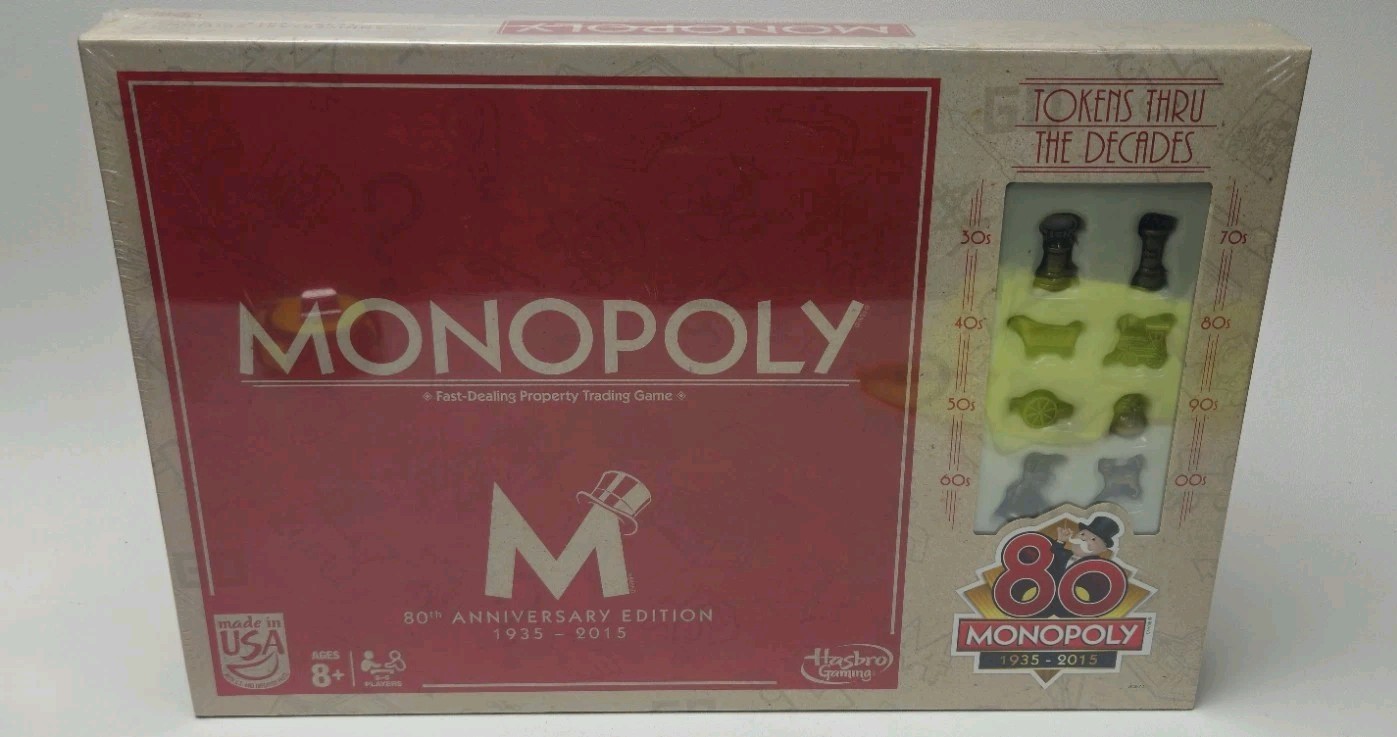 MONOPOLY
TOKENS THRU
THE DECADES
30s
70s
40s
80s
50s
90s
60s
00s
MONOPOLY
Fast-Dealing Property Trading Game
M
80th ANNIVERSARY EDITION
1935 - 2015
made in
USA
AGES
8+
PLAYERS
Hasbro
Gaming
80
MONOPOLY
1935 - 2015